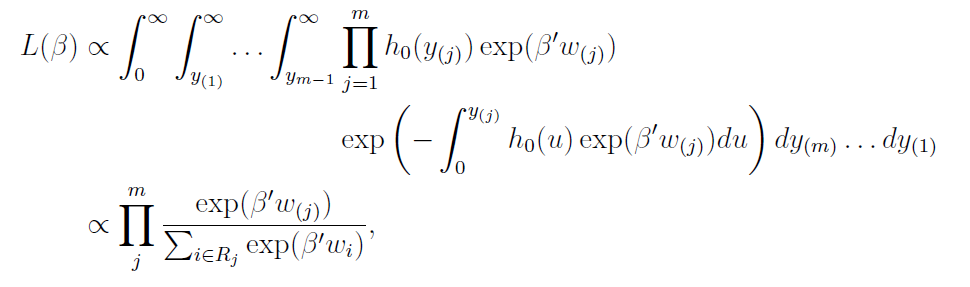 L(β) ∝ ∫_0^∞ ∫_{y_{(1)}}^∞ … ∫_{y_{m−1}}^∞ ∏_{j=1}^m h_0(y_{(j)}) exp(β′w_{(j)})
exp(−∫_0^{y_{(j)}} h_0(u) exp(β′w_{(j)})du) dy_{(m)} … dy_{(1)}
∝ ∏_j^m exp(β′w_{(j)}) / ∑_{i∈R_j} exp(β′w_i),